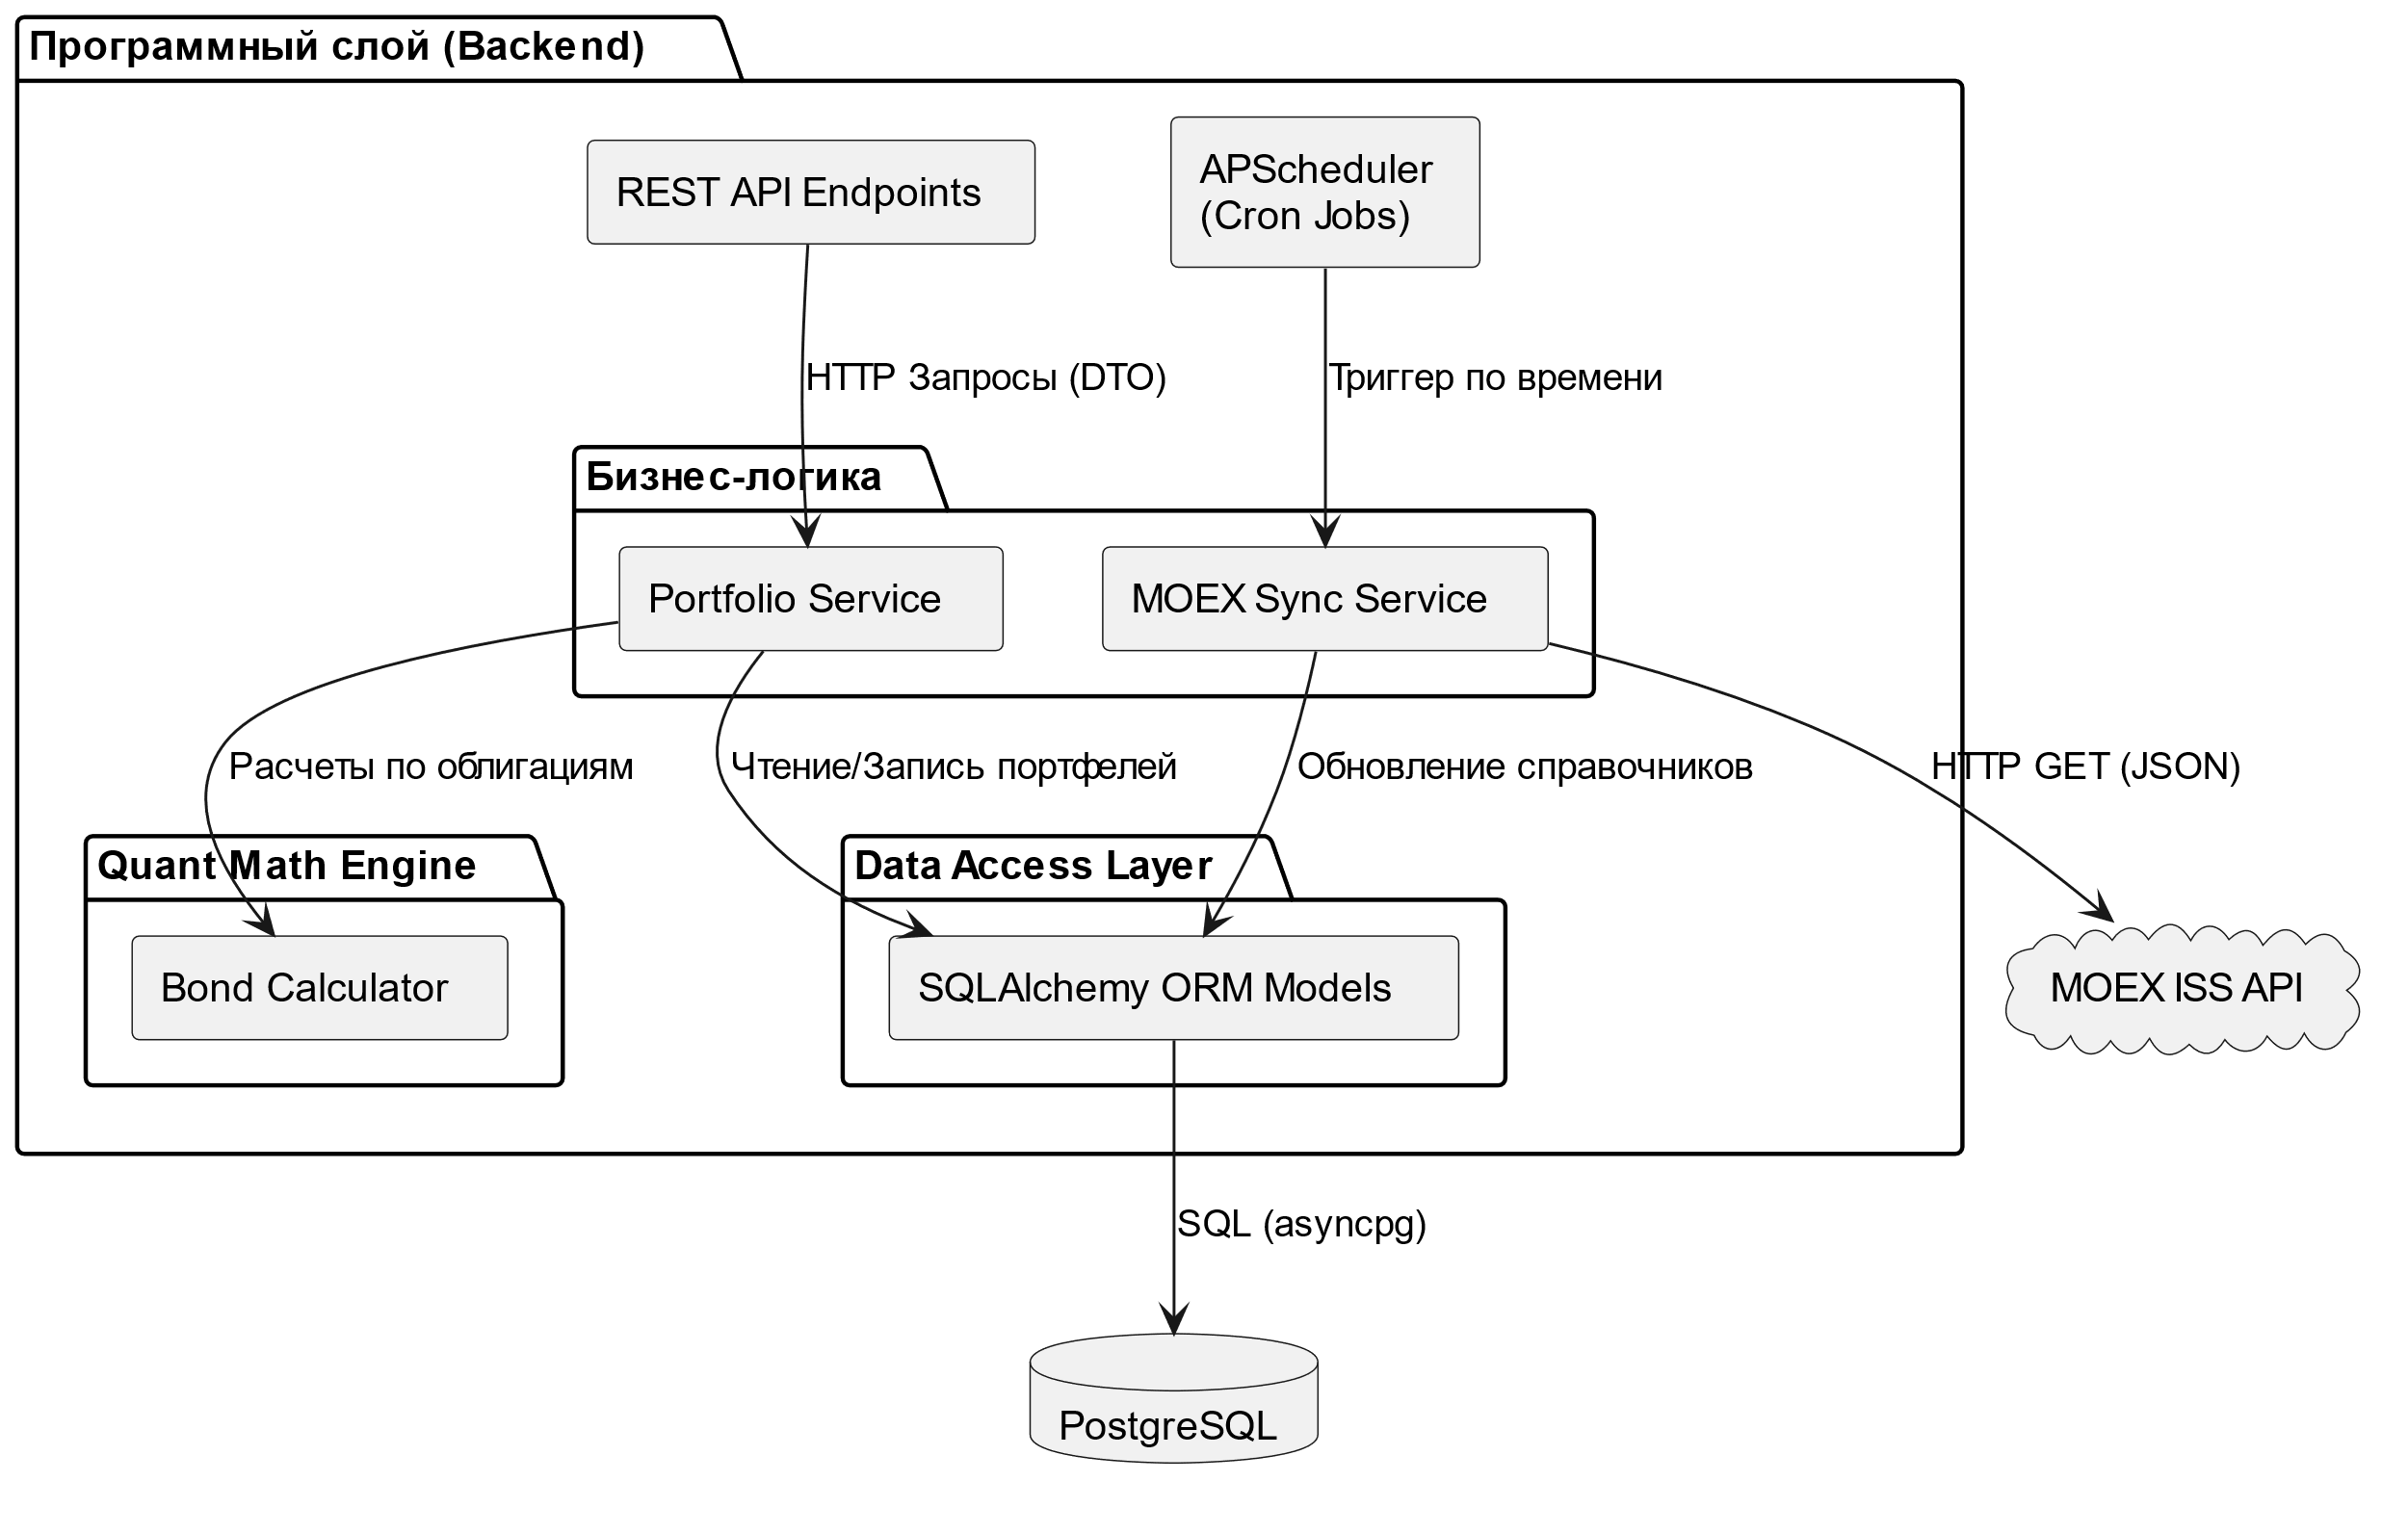 Программный слой (Backend)
REST API Endpoints
APScheduler
(Cron Jobs)
HTTP Запросы (DTO)
Триггер по времени
Бизнес-логика
Portfolio Service
MOEX Sync Service
Расчеты по облигациям
Чтение/Запись портфелей
Обновление справочников
HTTP GET (JSON)
Quant Math Engine
Data Access Layer
Bond Calculator
SQLAlchemy ORM Models
MOEX ISS API
SQL (asyncpg)
PostgreSQL